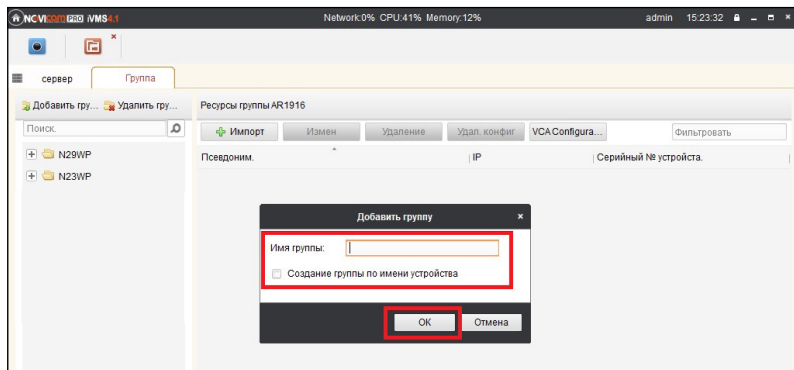 NOVIcam PRO iVMS4.1 Network:0% CPU:41% Memory:12% admin 15:23:32
сервер Группа
Добавить гру... Удалить гру... Ресурсы группы AR1916
Поиск. Импорт Измен Удаление Удал. конфиг VCA Configura... Фильтровать
N29WP Псевдоним. IP Серийный № устройста.
N23WP
Добавить группу
Имя группы:
Создание группы по имени устройства
OK Отмена